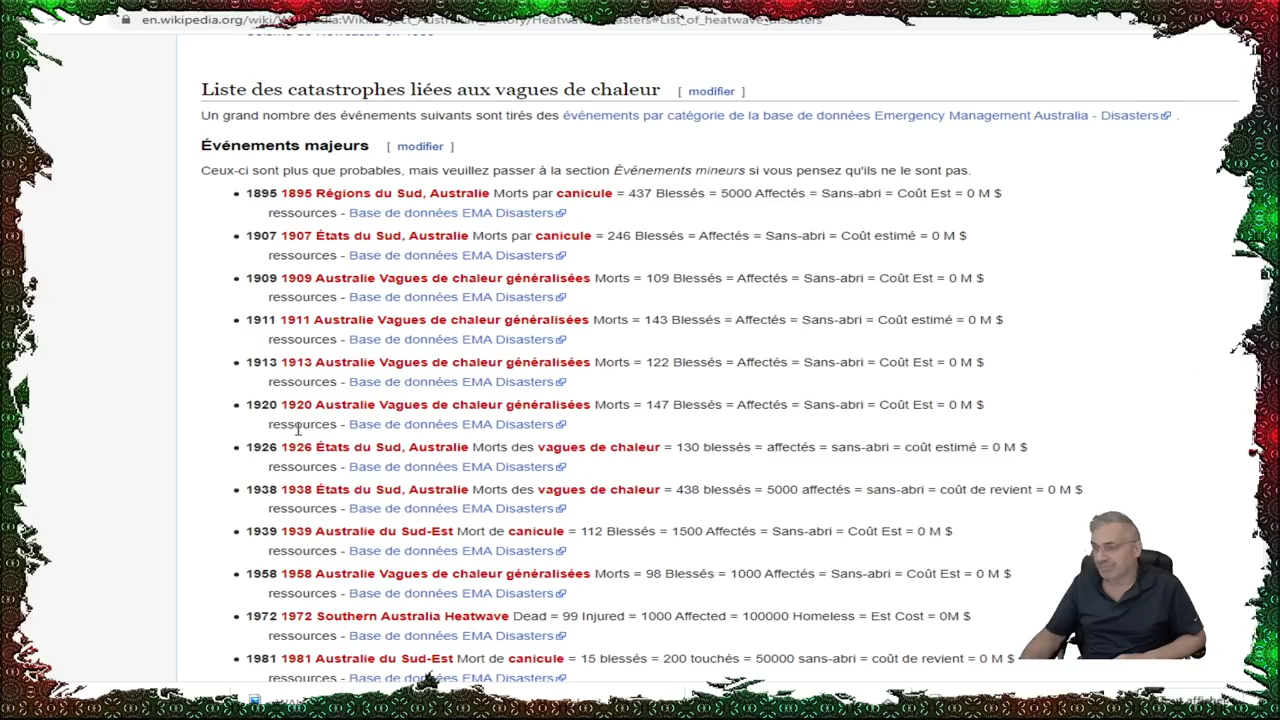 en.wikipedia.org/wiki/Wikipedia:WikiProject_Australian_history/Heatwave_disasters#List_of_heatwave_disasters
Liste des catastrophes liées aux vagues de chaleur [ modifier ]
Un grand nombre des événements suivants sont tirés des événements par catégorie de la base de données Emergency Management Australia - Disasters .
Événements majeurs [ modifier ]
Ceux-ci sont plus que probables, mais veuillez passer à la section Événements mineurs si vous pensez qu'ils ne le sont pas.
• 1895 1895 Régions du Sud, Australie Morts par canicule = 437 Blessés = 5000 Affectés = Sans-abri = Coût Est = 0 M $
ressources - Base de données EMA Disasters
• 1907 1907 États du Sud, Australie Morts par canicule = 246 Blessés = Affectés = Sans-abri = Coût estimé = 0 M $
ressources - Base de données EMA Disasters
• 1909 1909 Australie Vagues de chaleur généralisées Morts = 109 Blessés = Affectés = Sans-abri = Coût Est = 0 M $
ressources - Base de données EMA Disasters
• 1911 1911 Australie Vagues de chaleur généralisées Morts = 143 Blessés = Affectés = Sans-abri = Coût estimé = 0 M $
ressources - Base de données EMA Disasters
• 1913 1913 Australie Vagues de chaleur généralisées Morts = 122 Blessés = Affectés = Sans-abri = Coût Est = 0 M $
ressources - Base de données EMA Disasters
• 1920 1920 Australie Vagues de chaleur généralisées Morts = 147 Blessés = Affectés = Sans-abri = Coût Est = 0 M $
ressources - Base de données EMA Disasters
• 1926 1926 États du Sud, Australie Morts des vagues de chaleur = 130 blessés = affectés = sans-abri = coût estimé = 0 M $
ressources - Base de données EMA Disasters
• 1938 1938 États du Sud, Australie Morts des vagues de chaleur = 438 blessés = 5000 affectés = sans-abri = coût de revient = 0 M $
ressources - Base de données EMA Disasters
• 1939 1939 Australie du Sud-Est Mort de canicule = 112 Blessés = 1500 Affectés = Sans-abri = Coût Est = 0 M $
ressources - Base de données EMA Disasters
• 1958 1958 Australie Vagues de chaleur généralisées Morts = 98 Blessés = 1000 Affectés = Sans-abri = Coût Est = 0 M $
ressources - Base de données EMA Disasters
• 1972 1972 Southern Australia Heatwave Dead = 99 Injured = 1000 Affected = 100000 Homeless = Est Cost = 0M $
ressources - Base de données EMA Disasters
• 1981 1981 Australie du Sud-Est Mort de canicule = 15 blessés = 200 touchés = 50000 sans-abri = coût de revient = 0 M $
ressources - Base de données EMA Disasters